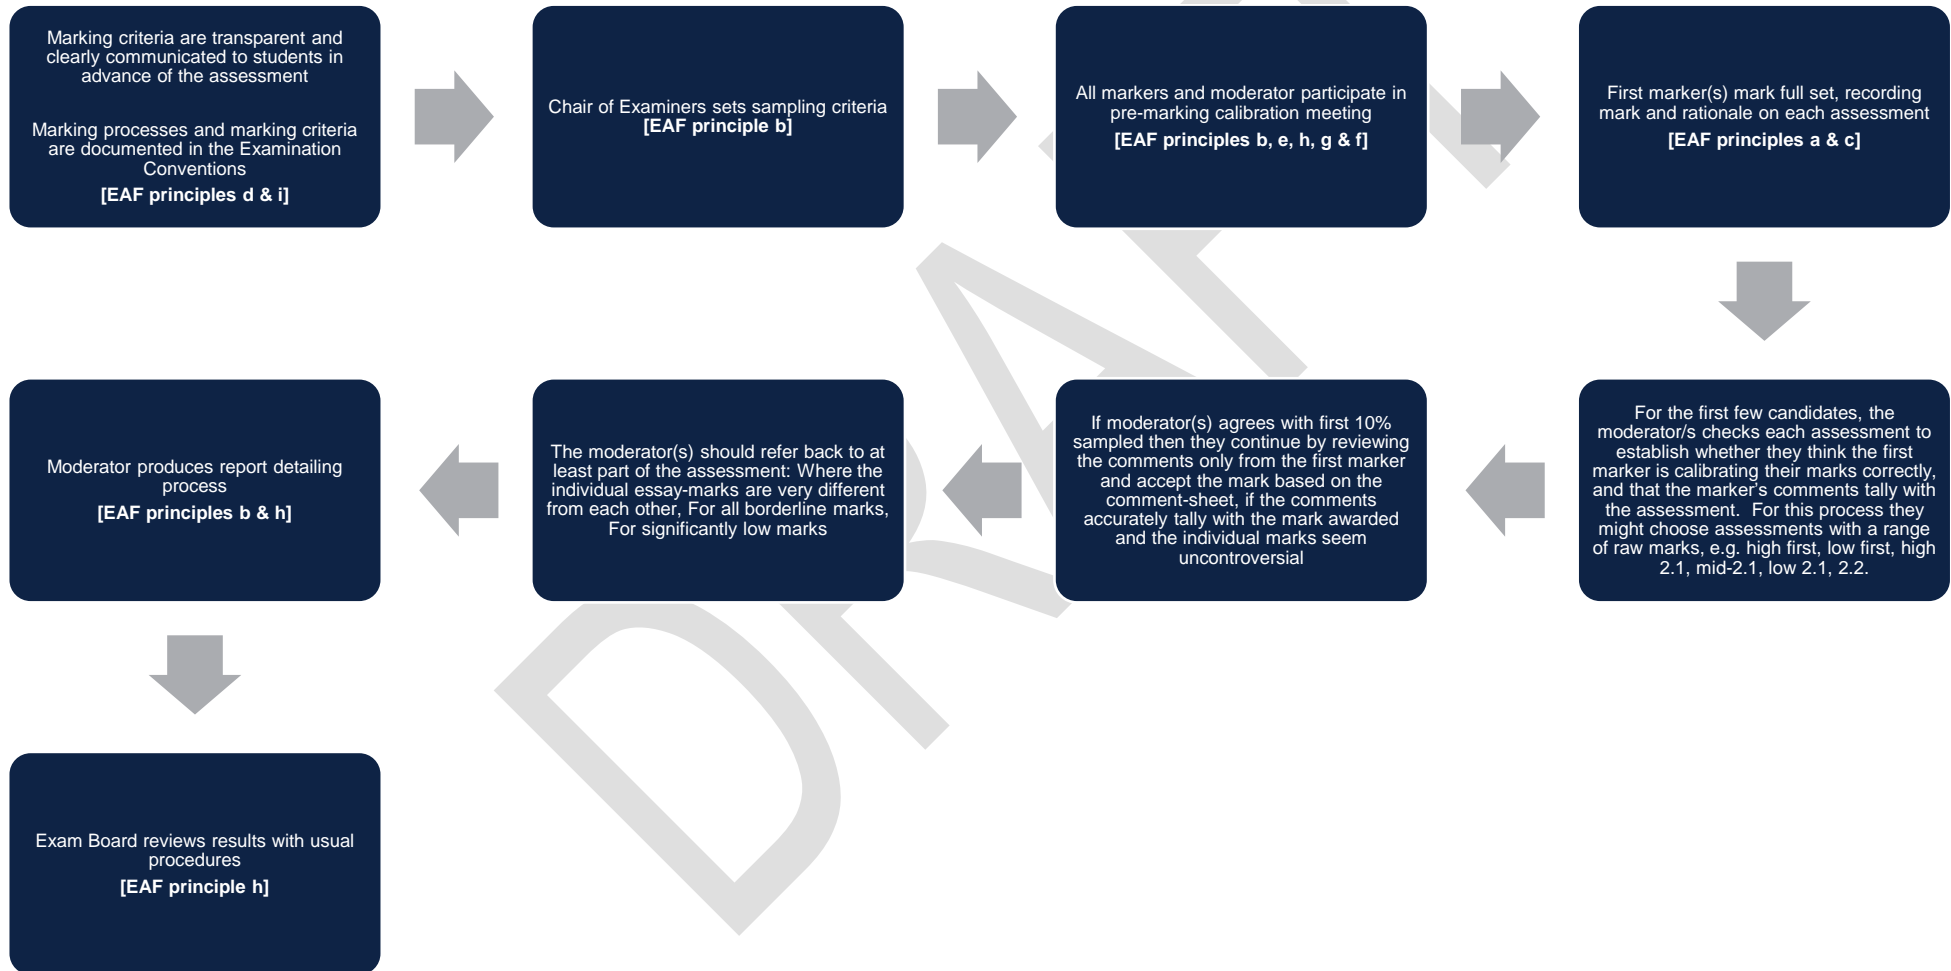 Marking criteria are transparent and
clearly communicated to students in
advance of the assessment
Marking processes and marking criteria
are documented in the Examination
Conventions
[EAF principles d & i]
Chair of Examiners sets sampling criteria
[EAF principle b]
All markers and moderator participate in
pre-marking calibration meeting
[EAF principles b, e, h, g & f]
First marker(s) mark full set, recording
mark and rationale on each assessment
[EAF principles a & c]
For the first few candidates, the
moderator/s checks each assessment to
establish whether they think the first
marker is calibrating their marks correctly,
and that the marker’s comments tally with
the assessment.  For this process they
might choose assessments with a range
of raw marks, e.g. high first, low first, high
2.1, mid-2.1, low 2.1, 2.2.
If moderator(s) agrees with first 10%
sampled then they continue by reviewing
the comments only from the first marker
and accept the mark based on the
comment-sheet, if the comments
accurately tally with the mark awarded
and the individual marks seem
uncontroversial
The moderator(s) should refer back to at
least part of the assessment: Where the
individual essay-marks are very different
from each other, For all borderline marks,
For significantly low marks
Moderator produces report detailing
process
[EAF principles b & h]
Exam Board reviews results with usual
procedures
[EAF principle h]
DRAFT